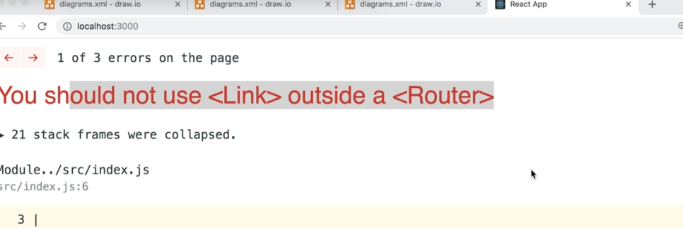 diagrams.xml - draw.io × diagrams.xml - draw.io × diagrams.xml - draw.io × React App × +
localhost:3000
← → 1 of 3 errors on the page
You should not use <Link> outside a <Router>
▸ 21 stack frames were collapsed.
Module../src/index.js
src/index.js:6
3 |